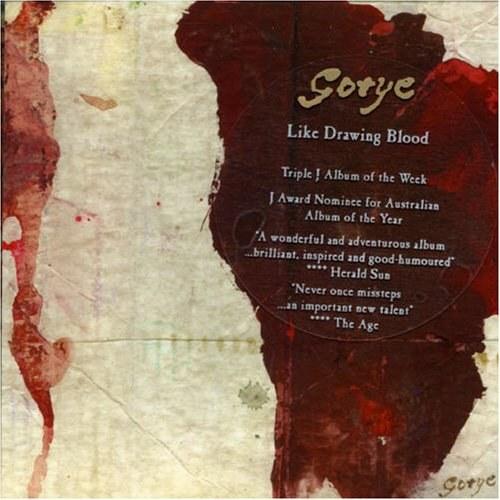 Gotye
Like Drawing Blood
Triple J Album of the Week
J Award Nominee for Australian
Album of the Year
"A wonderful and adventurous album
...brilliant, inspired and good-humoured"
**** Herald Sun
"Never once missteps
...an important new talent"
**** The Age
gotye